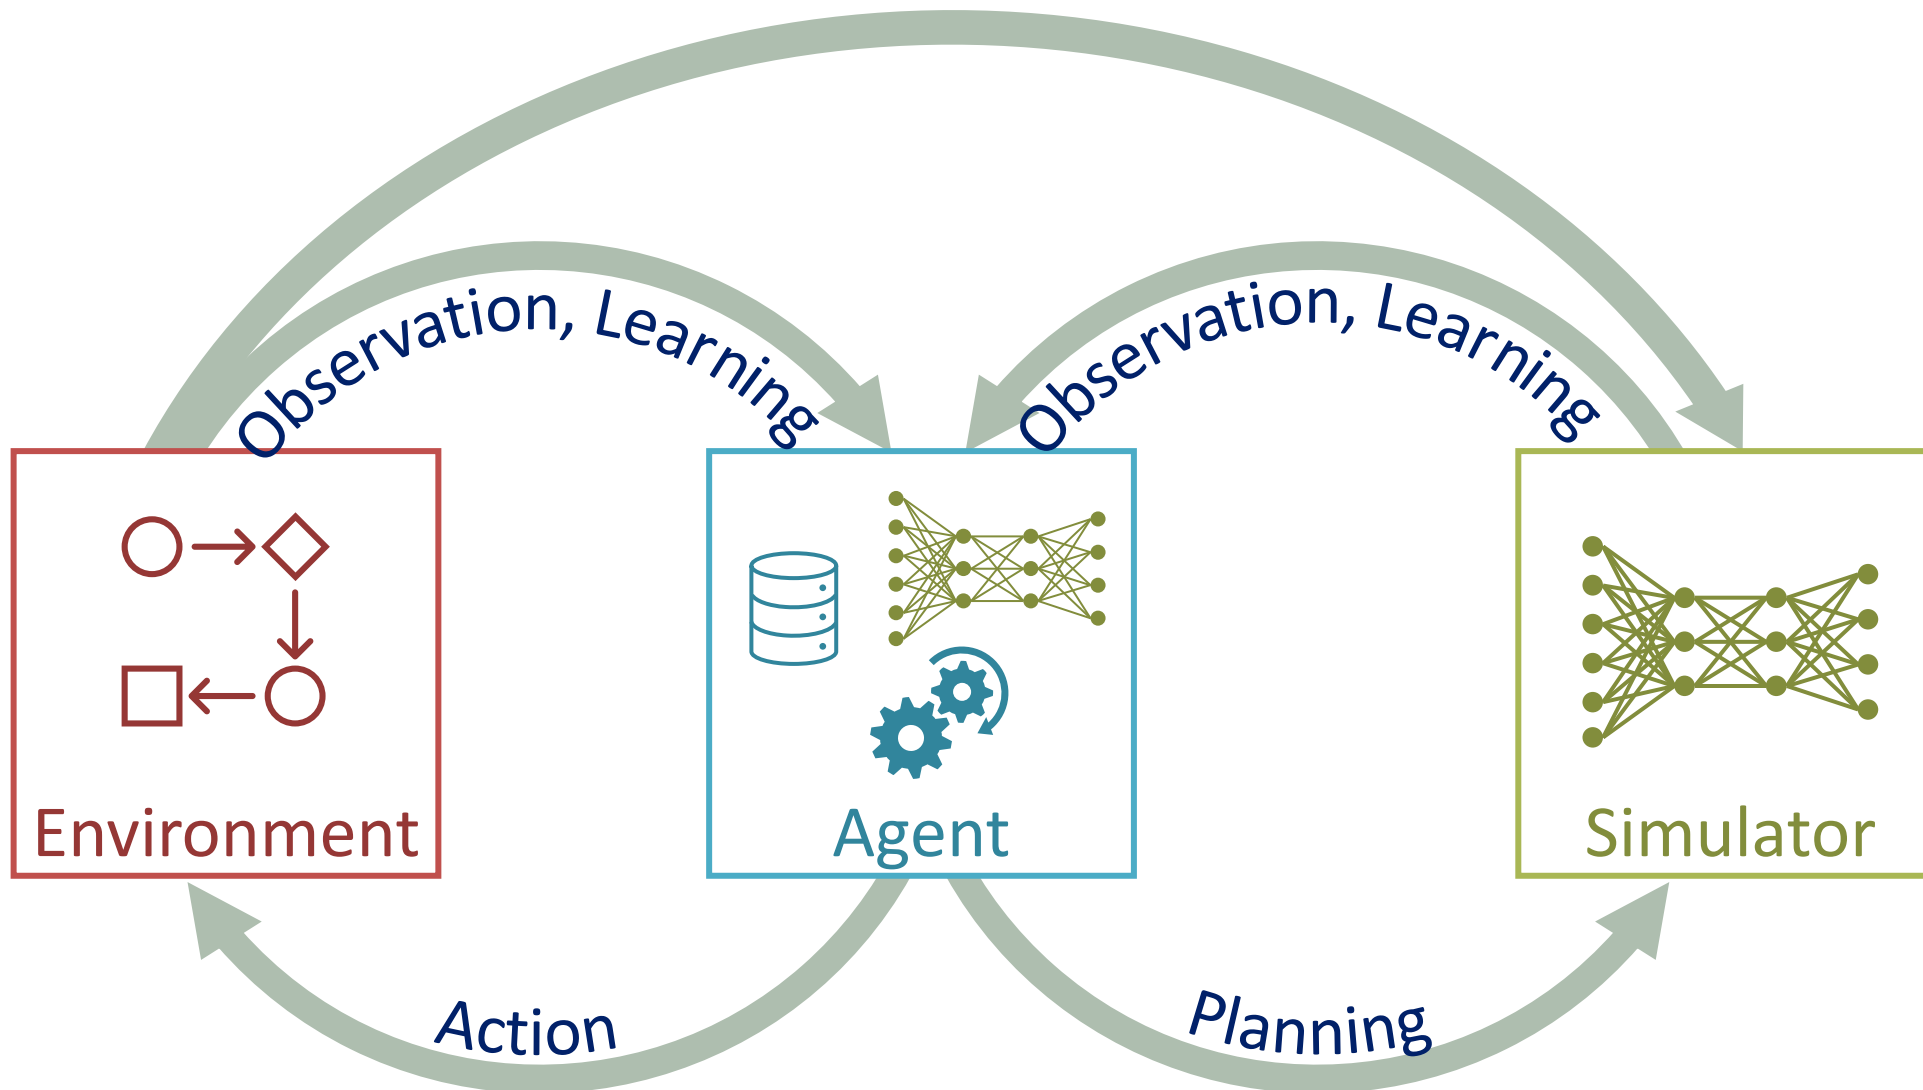 Observation, Learning
Observation, Learning
Environment
Agent
Simulator
Action
Planning